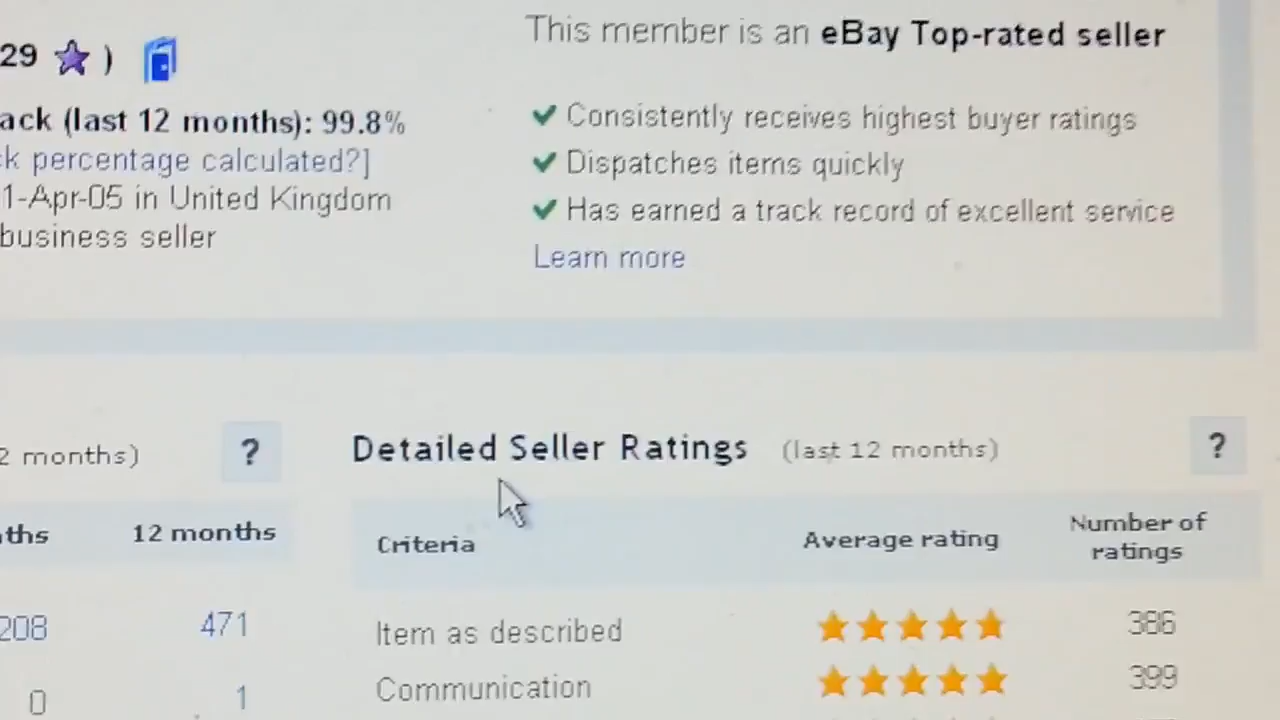 29 )
This member is an eBay Top-rated seller
ack (last 12 months): 99.8%
ck percentage calculated?]
1-Apr-05 in United Kingdom
business seller
Consistently receives highest buyer ratings
Dispatches items quickly
Has earned a track record of excellent service
Learn more
2 months) ?
ths 12 months
208 471
0 1
Detailed Seller Ratings (last 12 months) ?
Criteria Average rating Number of
ratings
Item as described 386
Communication 399